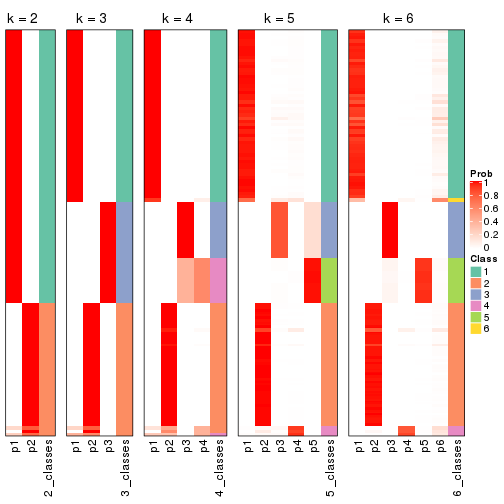 k = 2
k = 3
k = 4
k = 5
k = 6
Prob
1
0.8
0.6
0.4
0.2
0
Class
1
2
3
4
5
6
p1
p2
2_classes
p1
p2
p3
3_classes
p1
p2
p3
p4
4_classes
p1
p2
p3
p4
p5
5_classes
p1
p2
p3
p4
p5
p6
6_classes